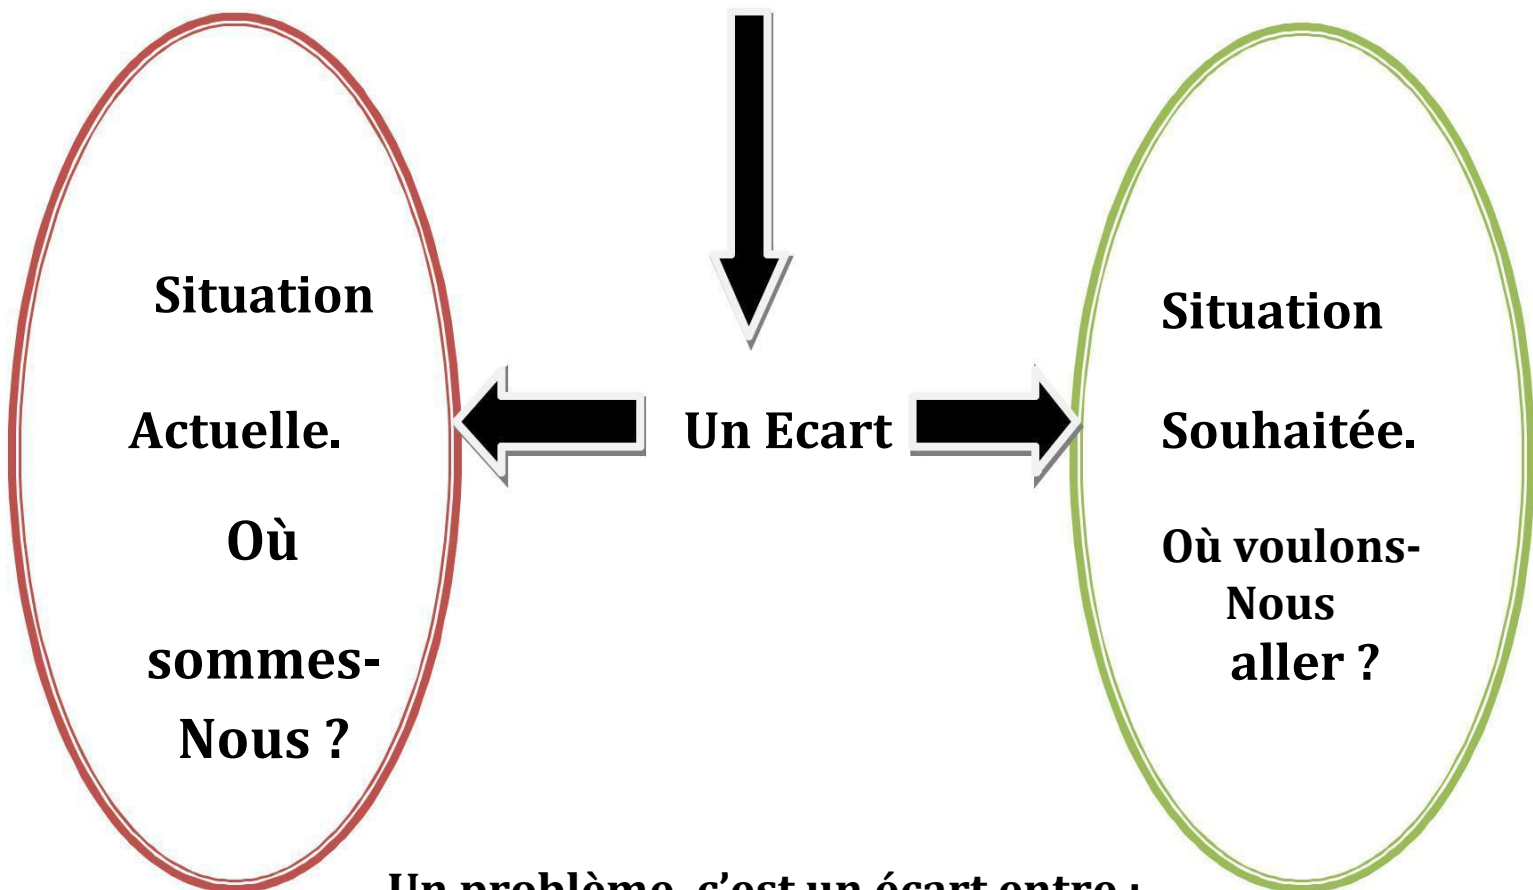 Situation
Actuelle.
Où
sommes-
Nous ?
Un Ecart
Situation
Souhaitée.
Où voulons-
Nous
aller ?
Un problème, c’est un écart entre :